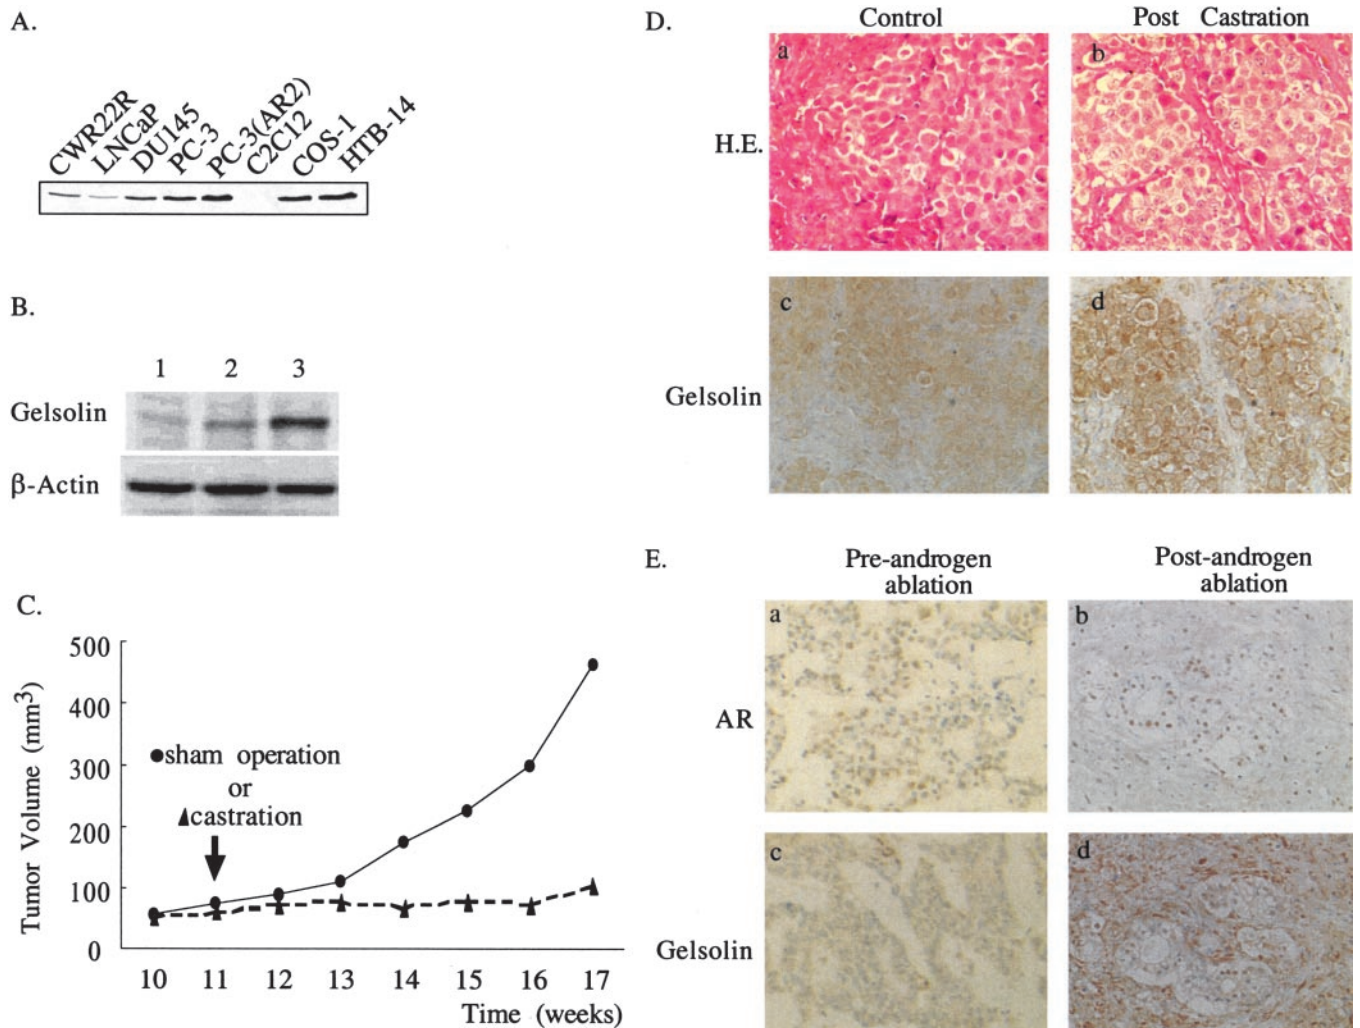 A.
CWR22R
LNCaP
DU145
PC-3
PC-3(AR2)
C2C12
COS-1
HTB-14
B.
1 2 3
Gelsolin
β-Actin
C.
500
400
300
200
100
0
Tumor Volume (mm3)
●sham operation
or
▲castration
10 11 12 13 14 15 16 17
Time (weeks)
D.
Control
Post Castration
a
b
H.E.
c
d
Gelsolin
E.
Pre-androgen
ablation
Post-androgen
ablation
a
b
AR
c
d
Gelsolin